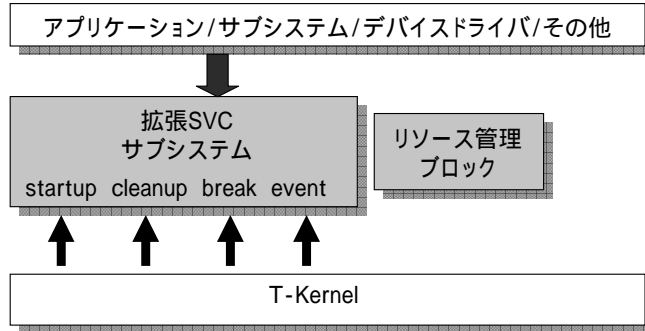 アプリケーション/サブシステム/デバイスドライバ/その他
拡張SVC
サブシステム
startup cleanup break event
リソース管理
ブロック
T-Kernel